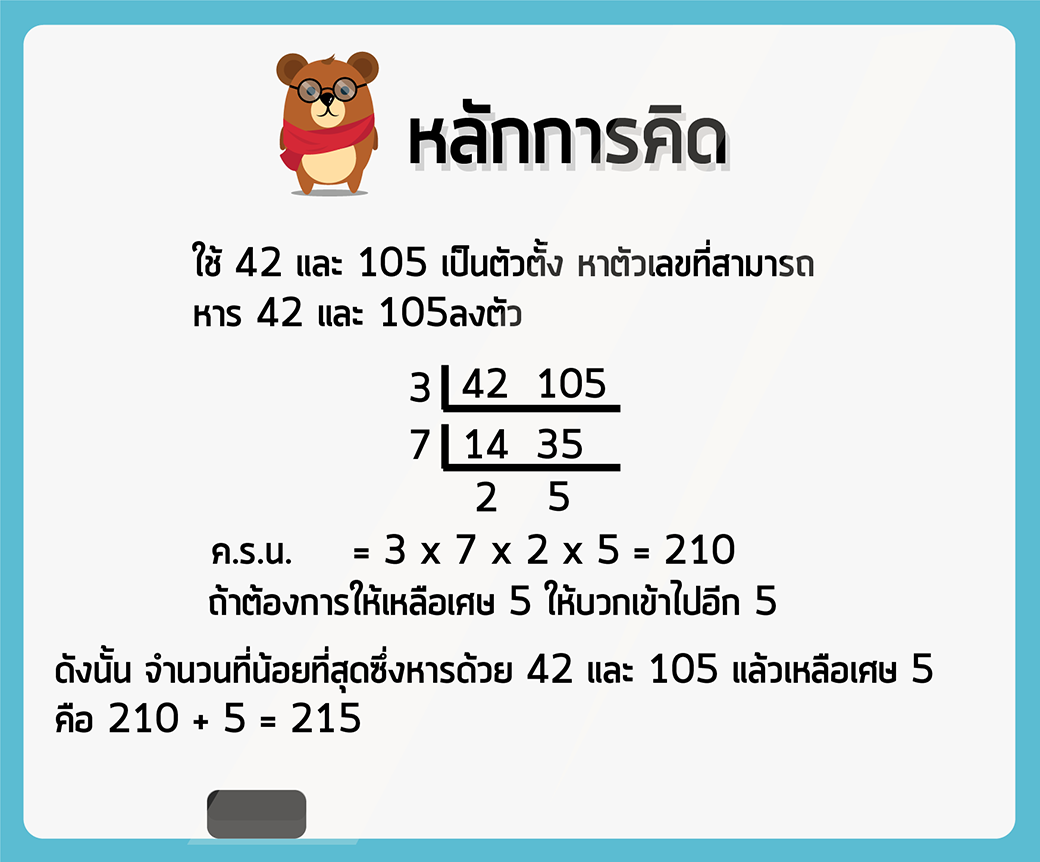 หลักการคิด
ใช้ 42 และ 105 เป็นตัวตั้ง หาตัวเลขที่สามารถ
หาร 42 และ 105ลงตัว
3 42 105
7 14 35
2 5
ค.ร.น. = 3 x 7 x 2 x 5 = 210
ถ้าต้องการให้เหลือเศษ 5 ให้บวกเข้าไปอีก 5
ดังนั้น จำนวนที่น้อยที่สุดซึ่งหารด้วย 42 และ 105 แล้วเหลือเศษ 5
คือ 210 + 5 = 215